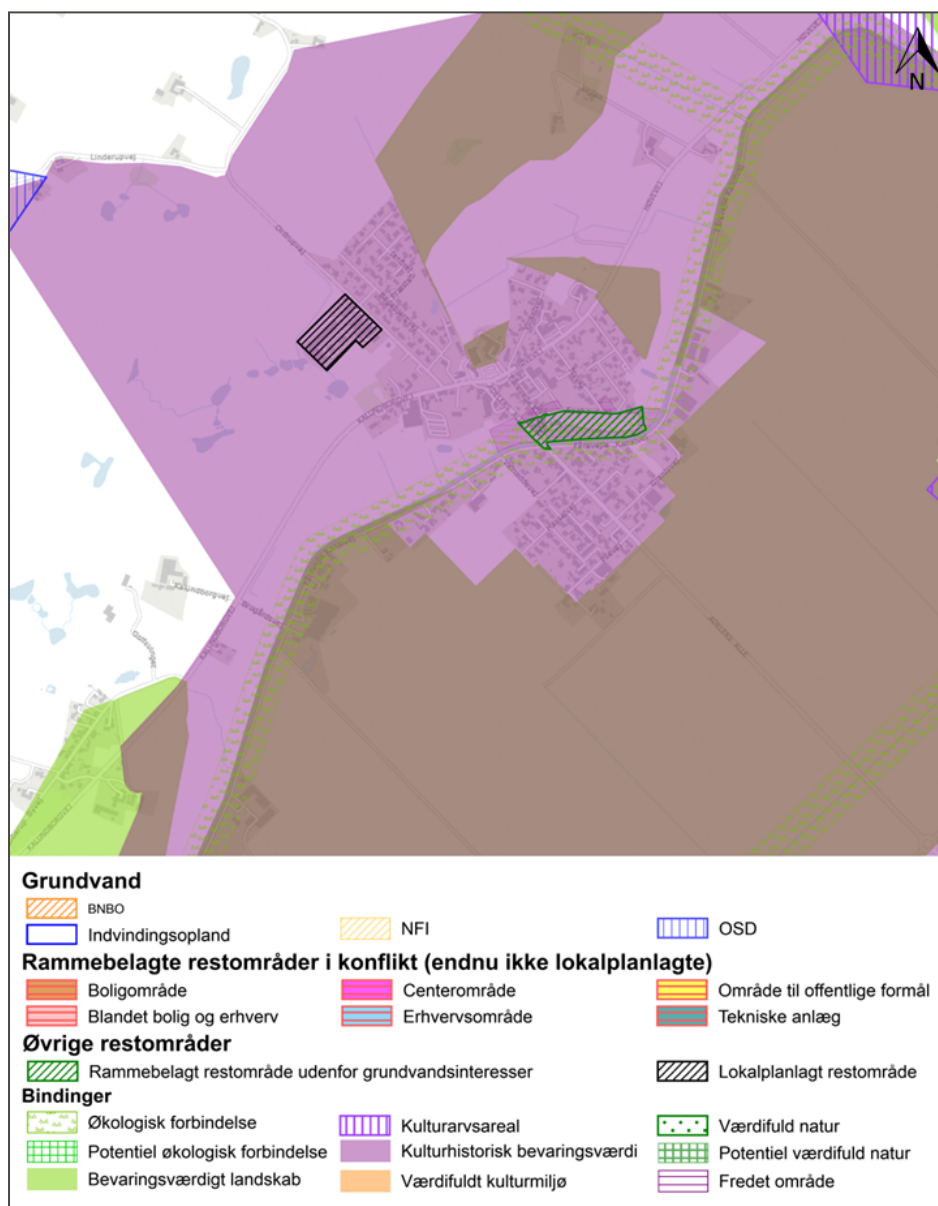 N
Linderupvej
Kalundborgvej
Golfsvinget
Grundvand
BNBO
NFI
OSD
Indvindingsopland
Rammebelagte restområder i konflikt (endnu ikke lokalplanlagte)
Boligområde
Centerområde
Område til offentlige formål
Blandet bolig og erhverv
Erhvervsområde
Tekniske anlæg
Øvrige restområder
Rammebelagt restområde udenfor grundvandsinteresser
Lokalplanlagt restområde
Bindinger
Økologisk forbindelse
Kulturarvsareal
Værdifuld natur
Potentiel økologisk forbindelse
Kulturhistorisk bevaringsværdi
Potentiel værdifuld natur
Bevaringsværdigt landskab
Værdifuldt kulturmiljø
Fredet område